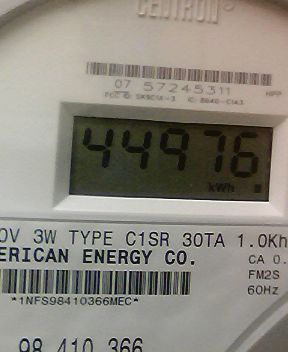 CENTRON®
07 57245311
HPP
44976
kWh
0V 3W TYPE C1SR 30TA 1.0Kh
ERICAN ENERGY CO.
CA 0.
FM2S
60Hz
*1NFS98410366MEC*
98 410 366